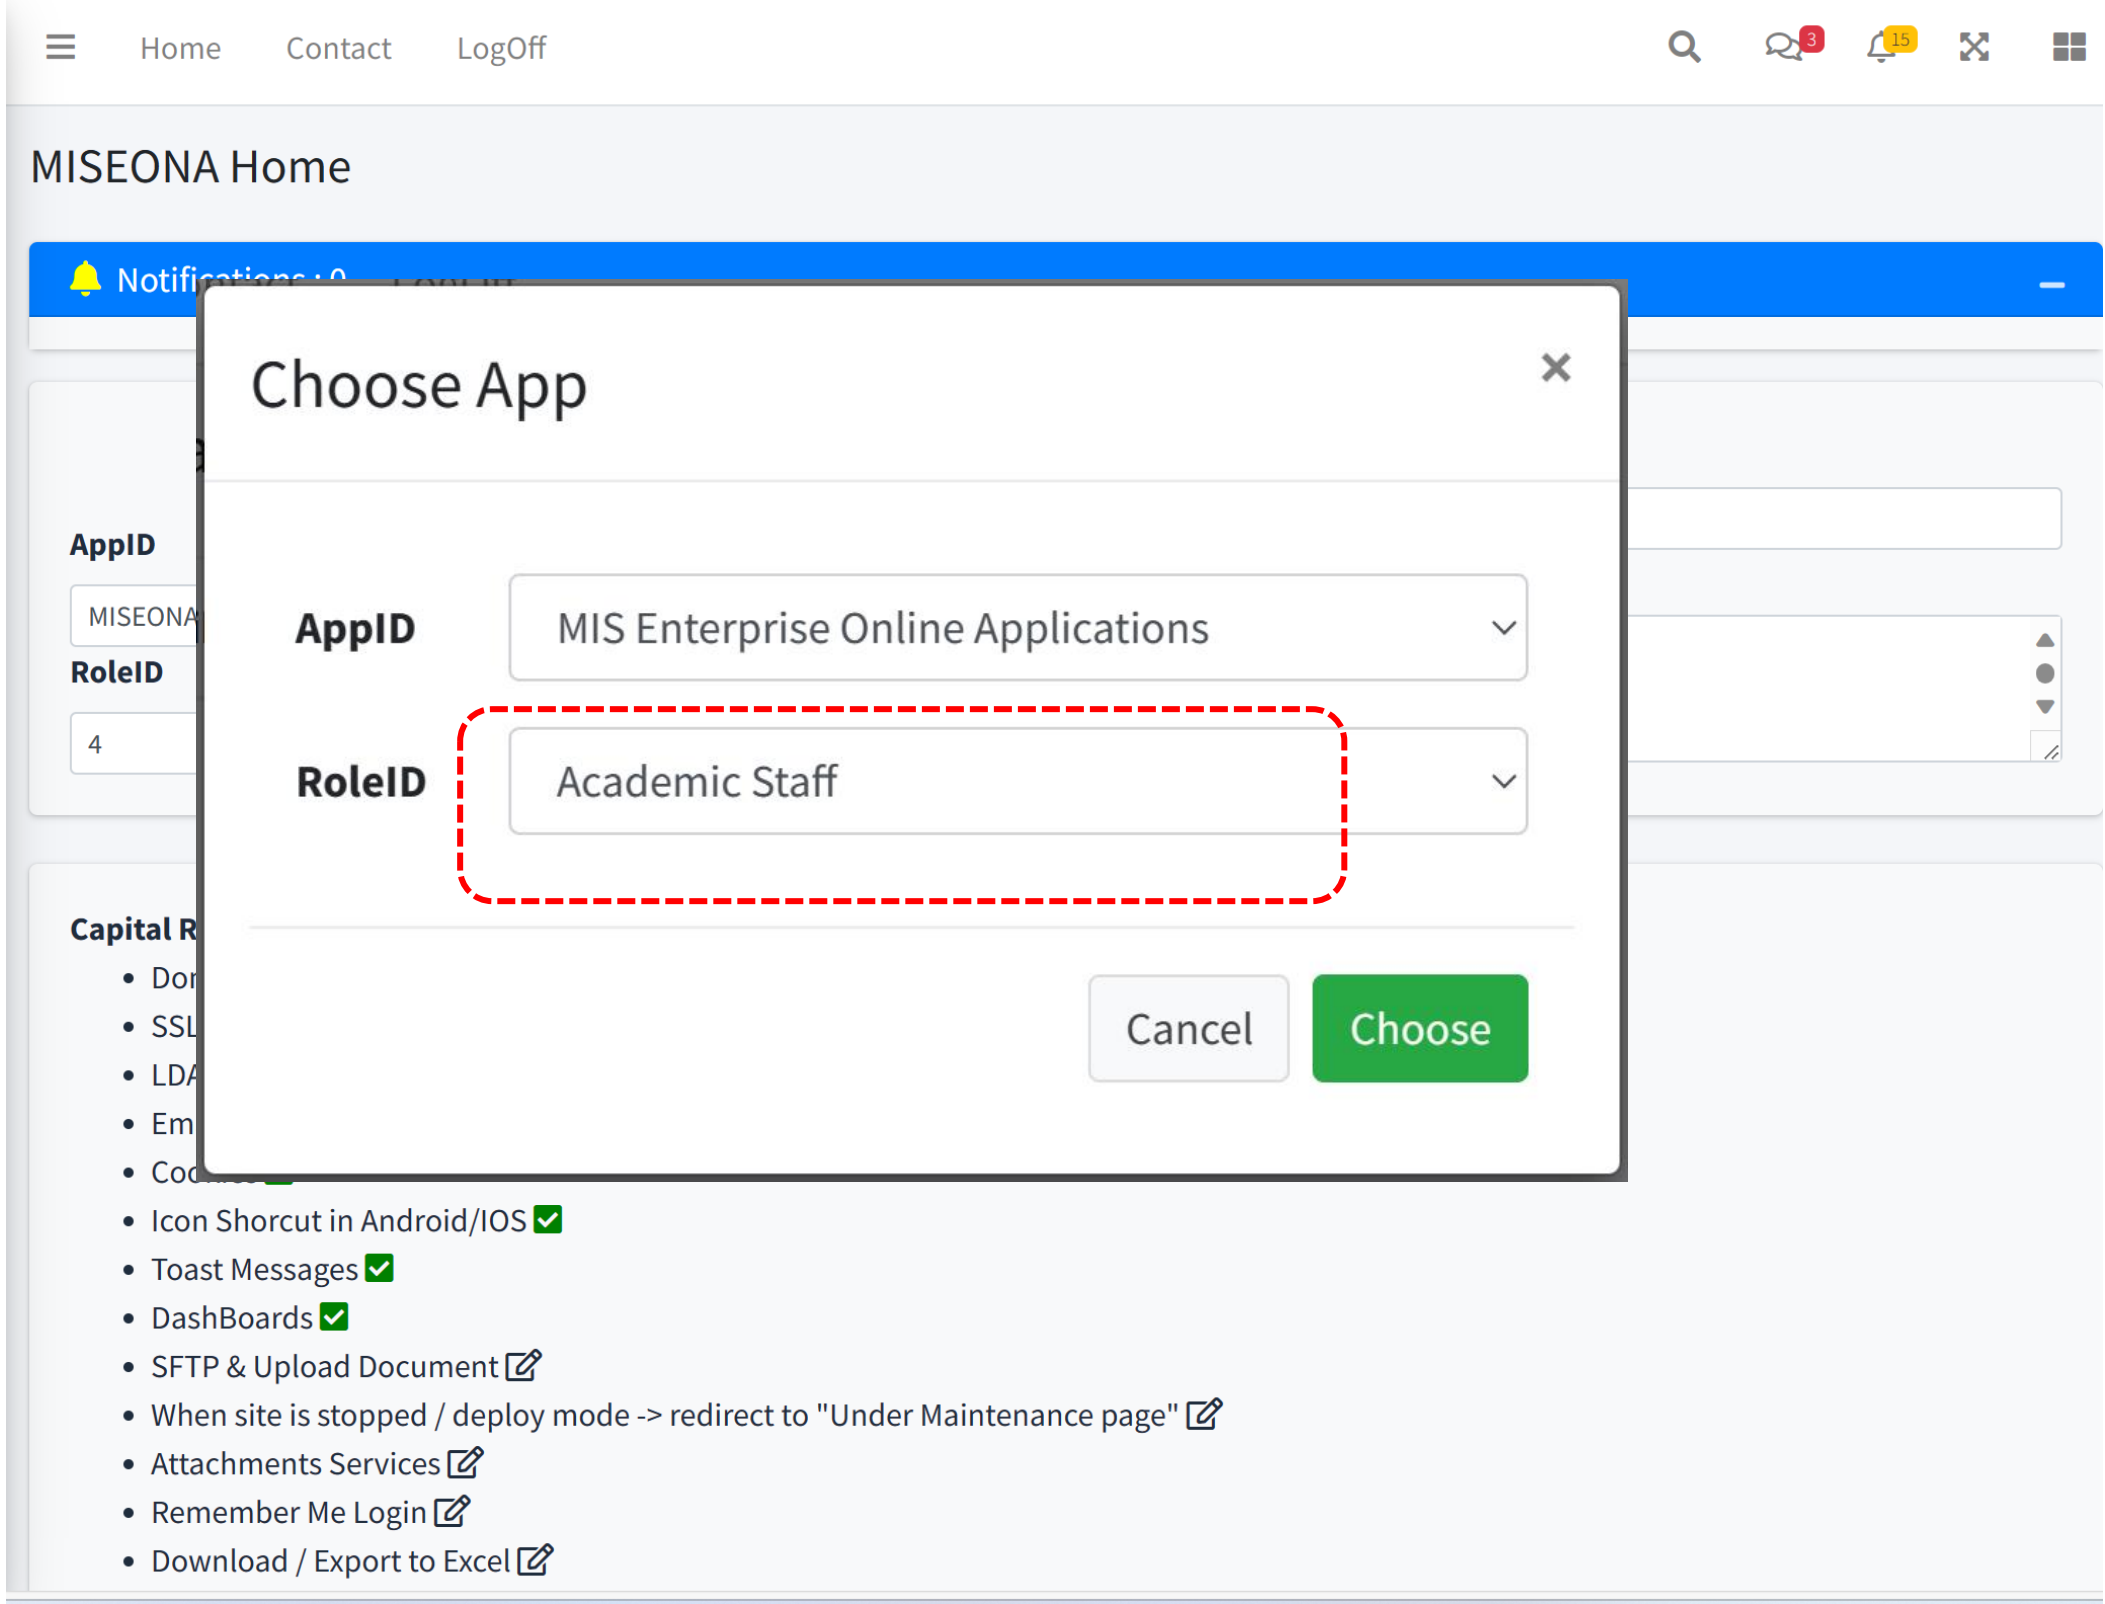 Home Contact LogOff 3 15
MISEONA Home
Notifications : 0
Choose App
AppID
MISEONA
RoleID
4
AppID MIS Enterprise Online Applications
RoleID Academic Staff
Cancel Choose
Capital R
SSL
Icon Shorcut in Android/IOS
Toast Messages
DashBoards
SFTP & Upload Document
When site is stopped / deploy mode -> redirect to "Under Maintenance page"
Attachments Services
Remember Me Login
Download / Export to Excel